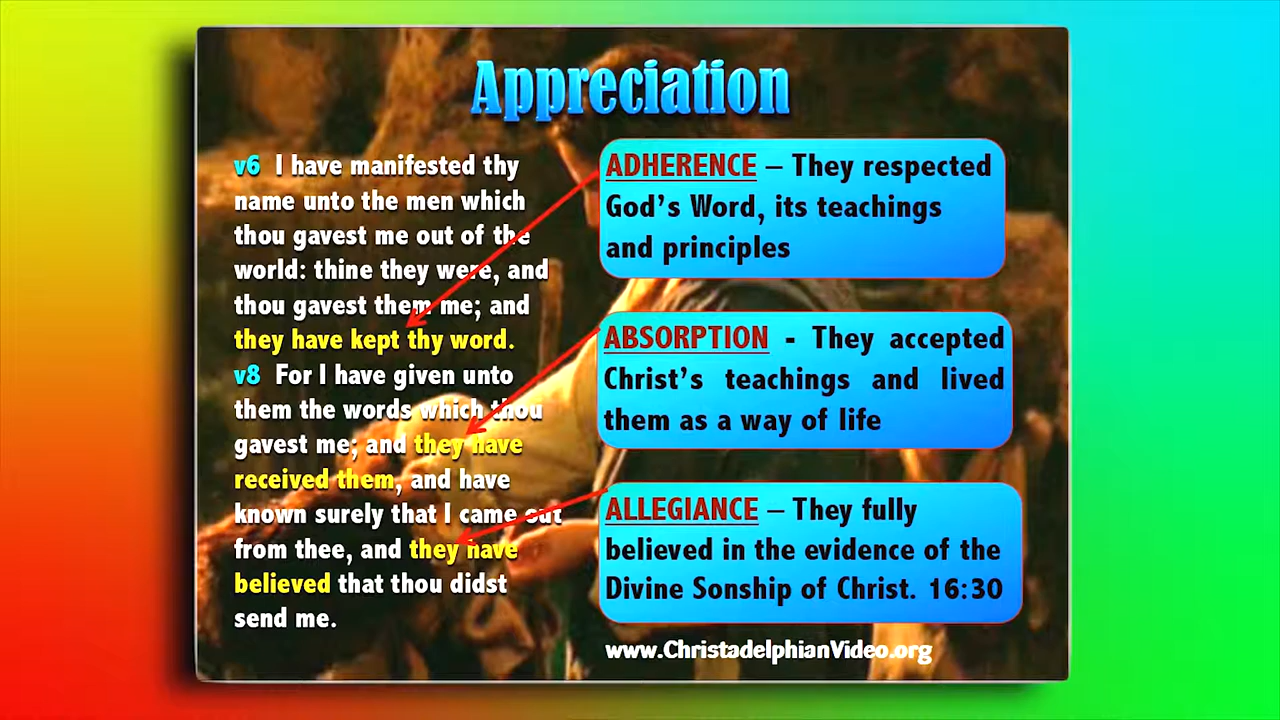 Appreciation
v6 I have manifested thy
name unto the men which
thou gavest me out of the
world: thine they were, and
thou gavest them me; and
they have kept thy word.
v8 For I have given unto
them the words which thou
gavest me; and they have
received them, and have
known surely that I came out
from thee, and they have
believed that thou didst
send me.
ADHERENCE – They respected
God's Word, its teachings
and principles
ABSORPTION - They accepted
Christ's teachings and lived
them as a way of life
ALLEGIANCE – They fully
believed in the evidence of the
Divine Sonship of Christ. 16:30
www.ChristadelphianVideo.org